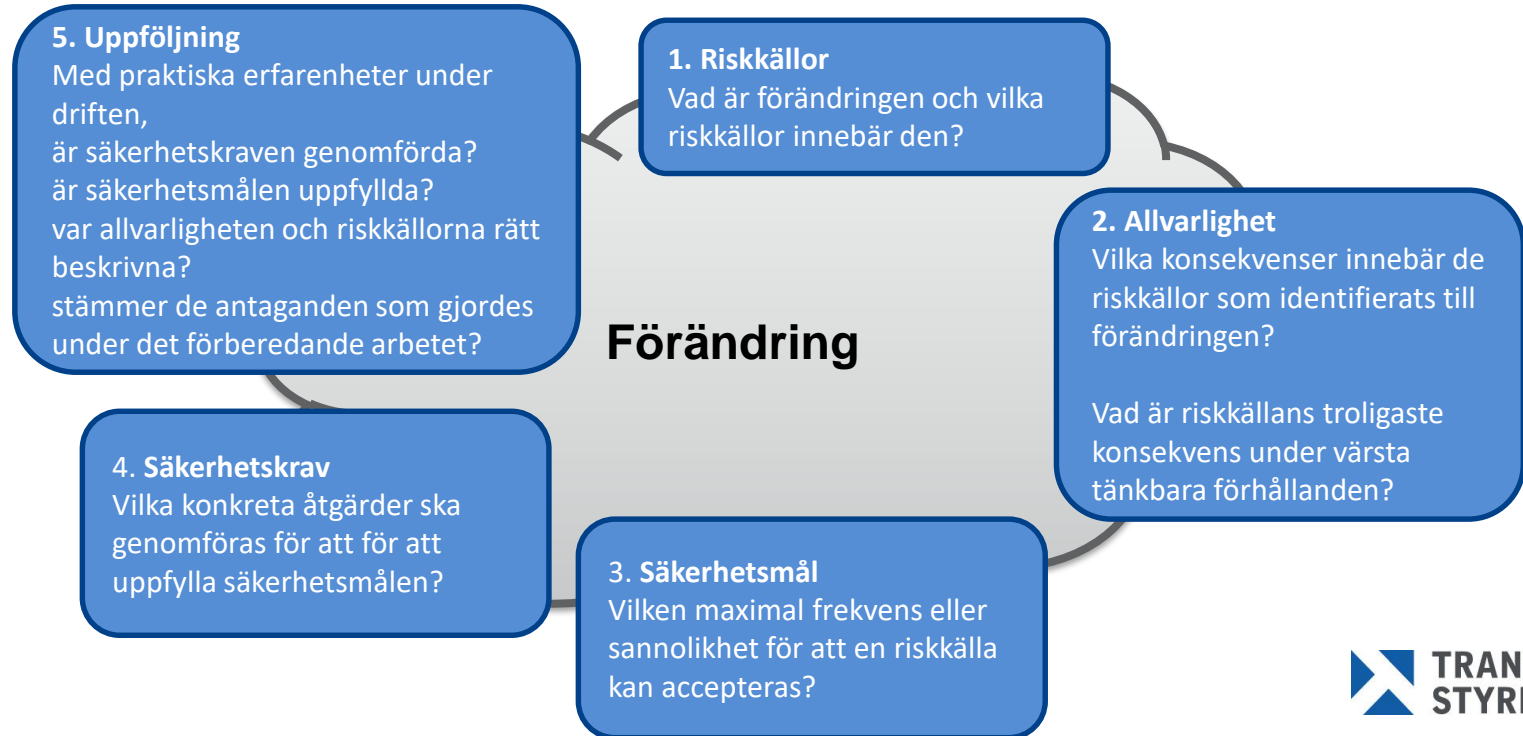 5. Uppföljning
Med praktiska erfarenheter under
driften,
är säkerhetskraven genomförda?
är säkerhetsmålen uppfyllda?
var allvarligheten och riskkällorna rätt
beskrivna?
stämmer de antaganden som gjordes
under det förberedande arbetet?
1. Riskkällor
Vad är förändringen och vilka
riskkällor innebär den?
2. Allvarlighet
Vilka konsekvenser innebär de
riskkällor som identifierats till
förändringen?
Vad är riskkällans troligaste
konsekvens under värsta
tänkbara förhållanden?
Förändring
4. Säkerhetskrav
Vilka konkreta åtgärder ska
genomföras för att för att
uppfylla säkerhetsmålen?
3. Säkerhetsmål
Vilken maximal frekvens eller
sannolikhet för att en riskkälla
kan accepteras?
TRAN
STYR